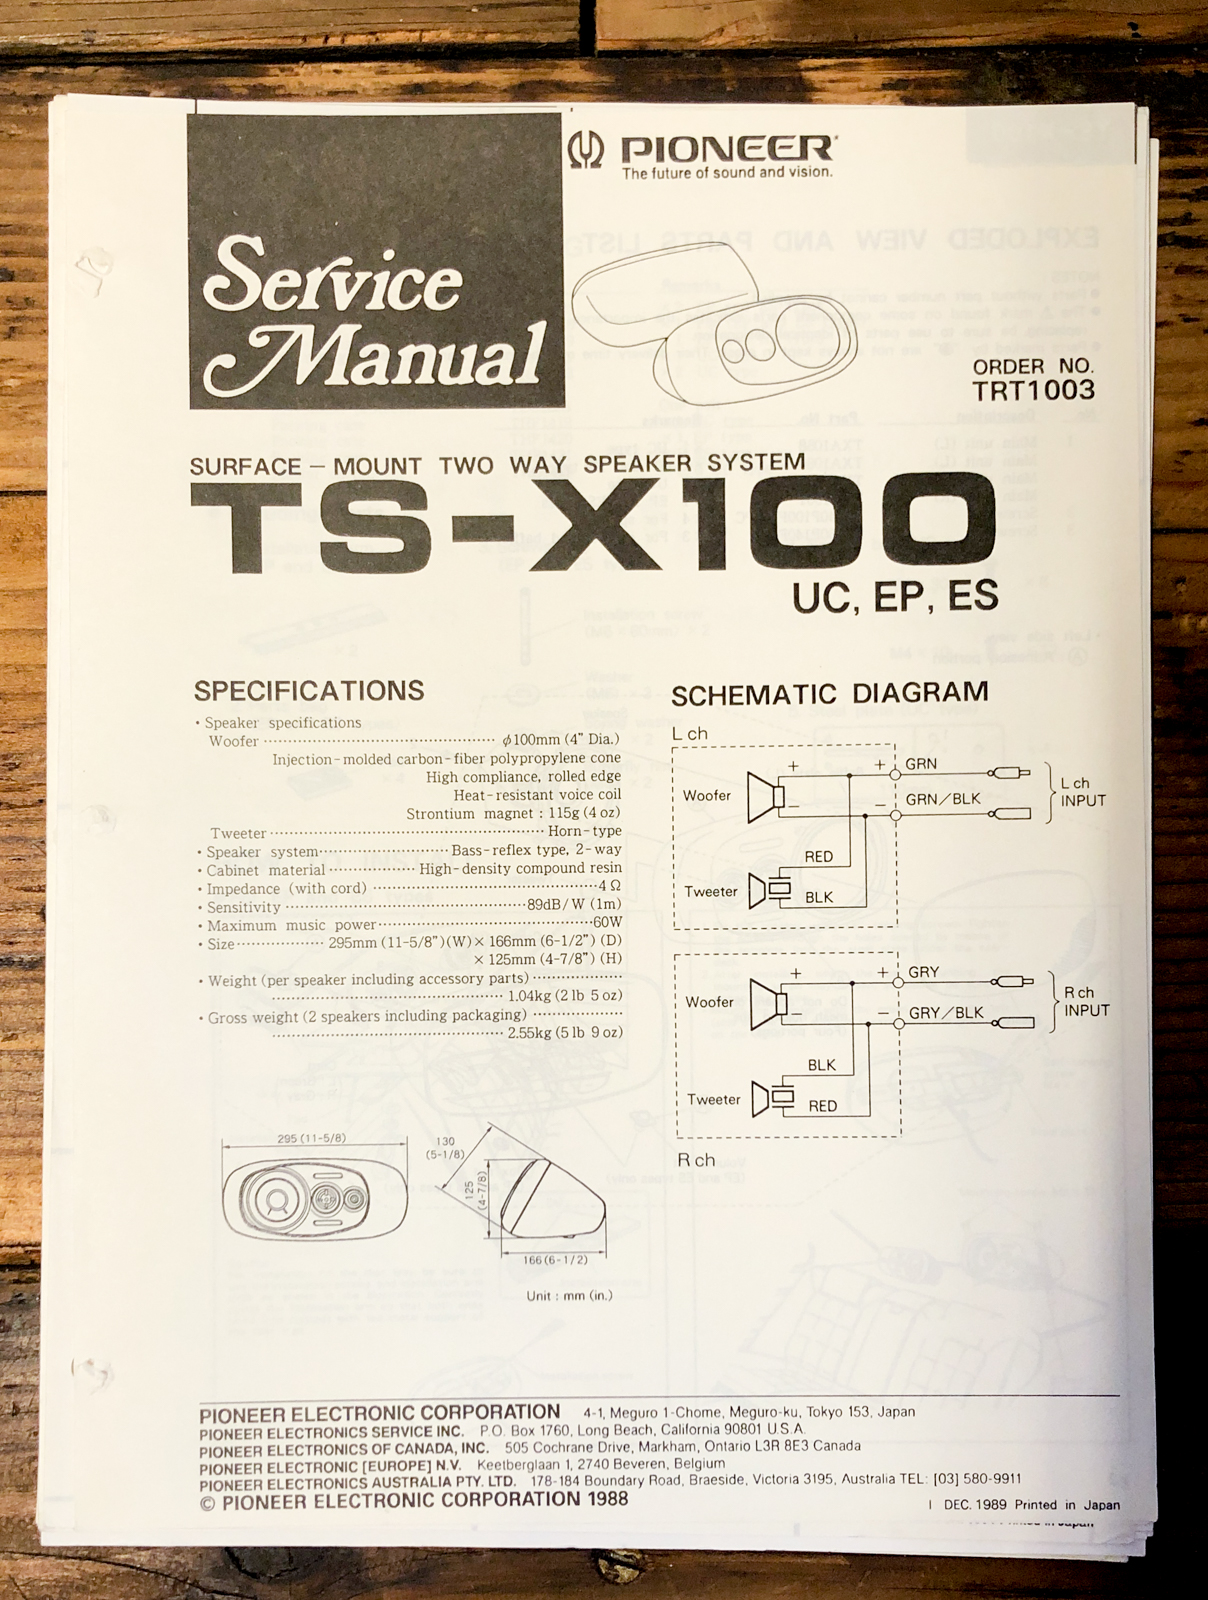 Service
Manual
PIONEER
The future of sound and vision.
ORDER NO.
TRT1003
SURFACE – MOUNT TWO WAY SPEAKER SYSTEM
TS-X100
UC, EP, ES
SPECIFICATIONS
• Speaker specifications
Woofer ········ φ100mm (4" Dia.)
Injection-molded carbon-fiber polypropylene cone
High compliance, rolled edge
Heat-resistant voice coil
Strontium magnet : 115g (4 oz)
Tweeter ········ Horn-type
• Speaker system ········ Bass-reflex type, 2-way
• Cabinet material ········ High-density compound resin
• Impedance (with cord) ········ 4 Ω
• Sensitivity ········ 89dB/W (1m)
• Maximum music power ········ 60W
• Size ········ 295mm (11-5/8")(W) × 166mm (6-1/2") (D)
× 125mm (4-7/8") (H)
• Weight (per speaker including accessory parts) ········
········ 1.04kg (2 lb 5 oz)
• Gross weight (2 speakers including packaging) ········
········ 2.55kg (5 lb 9 oz)
295 (11-5/8)
130
(5-1/8)
125
(4-7/8)
166 (6-1/2)
Unit : mm (in.)
SCHEMATIC DIAGRAM
L ch
Woofer
+
–
+ GRN
– GRN/BLK
L ch
INPUT
RED
Tweeter
BLK
Woofer
+
–
+ GRY
– GRY/BLK
R ch
INPUT
BLK
Tweeter
RED
R ch
PIONEER ELECTRONIC CORPORATION 4-1, Meguro 1-Chome, Meguro-ku, Tokyo 153, Japan
PIONEER ELECTRONICS SERVICE INC. P.O. Box 1760, Long Beach, California 90801 U.S.A.
PIONEER ELECTRONICS OF CANADA, INC. 505 Cochrane Drive, Markham, Ontario L3R 8E3 Canada
PIONEER ELECTRONIC [EUROPE] N.V. Keetberglaan 1, 2740 Beveren, Belgium
PIONEER ELECTRONICS AUSTRALIA PTY. LTD. 178-184 Boundary Road, Braeside, Victoria 3195, Australia TEL: [03] 580-9911
© PIONEER ELECTRONIC CORPORATION 1988
DEC. 1989 Printed in Japan